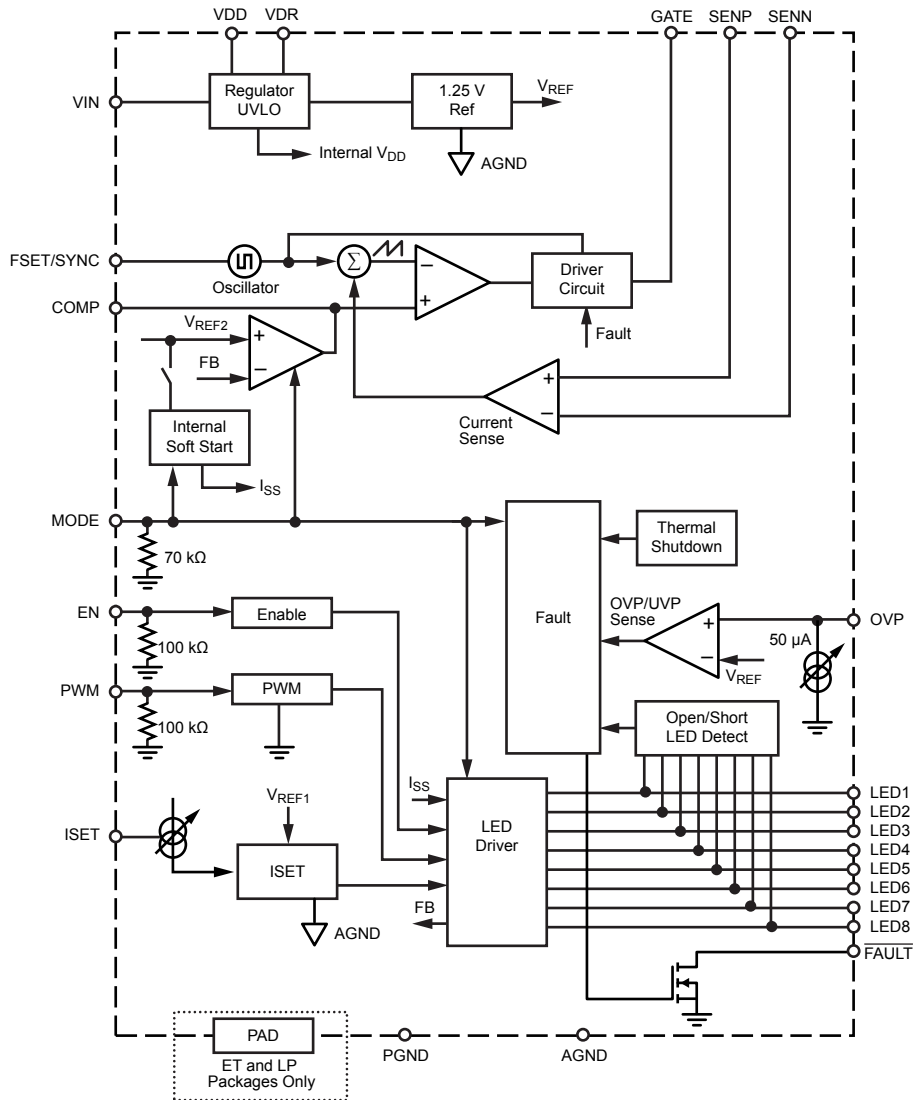 VDD
VDR
GATE
SENP
SENN
VIN
Regulator
UVLO
1.25 V
Ref
VREF
Internal VDD
AGND
FSET/SYNC
Oscillator
Σ
−
+
Driver
Circuit
COMP
VREF2
+
FB
−
Fault
+
−
Current
Sense
Internal
Soft Start
ISS
MODE
70 kΩ
Thermal
Shutdown
Fault
EN
Enable
100 kΩ
OVP/UVP
Sense
+
−
VREF
50 µA
OVP
PWM
PWM
100 kΩ
Open/Short
LED Detect
ISS
LED
Driver
VREF1
ISET
ISET
FB
AGND
LED1
LED2
LED3
LED4
LED5
LED6
LED7
LED8
FAULT
PAD
ET and LP
Packages Only
PGND
AGND